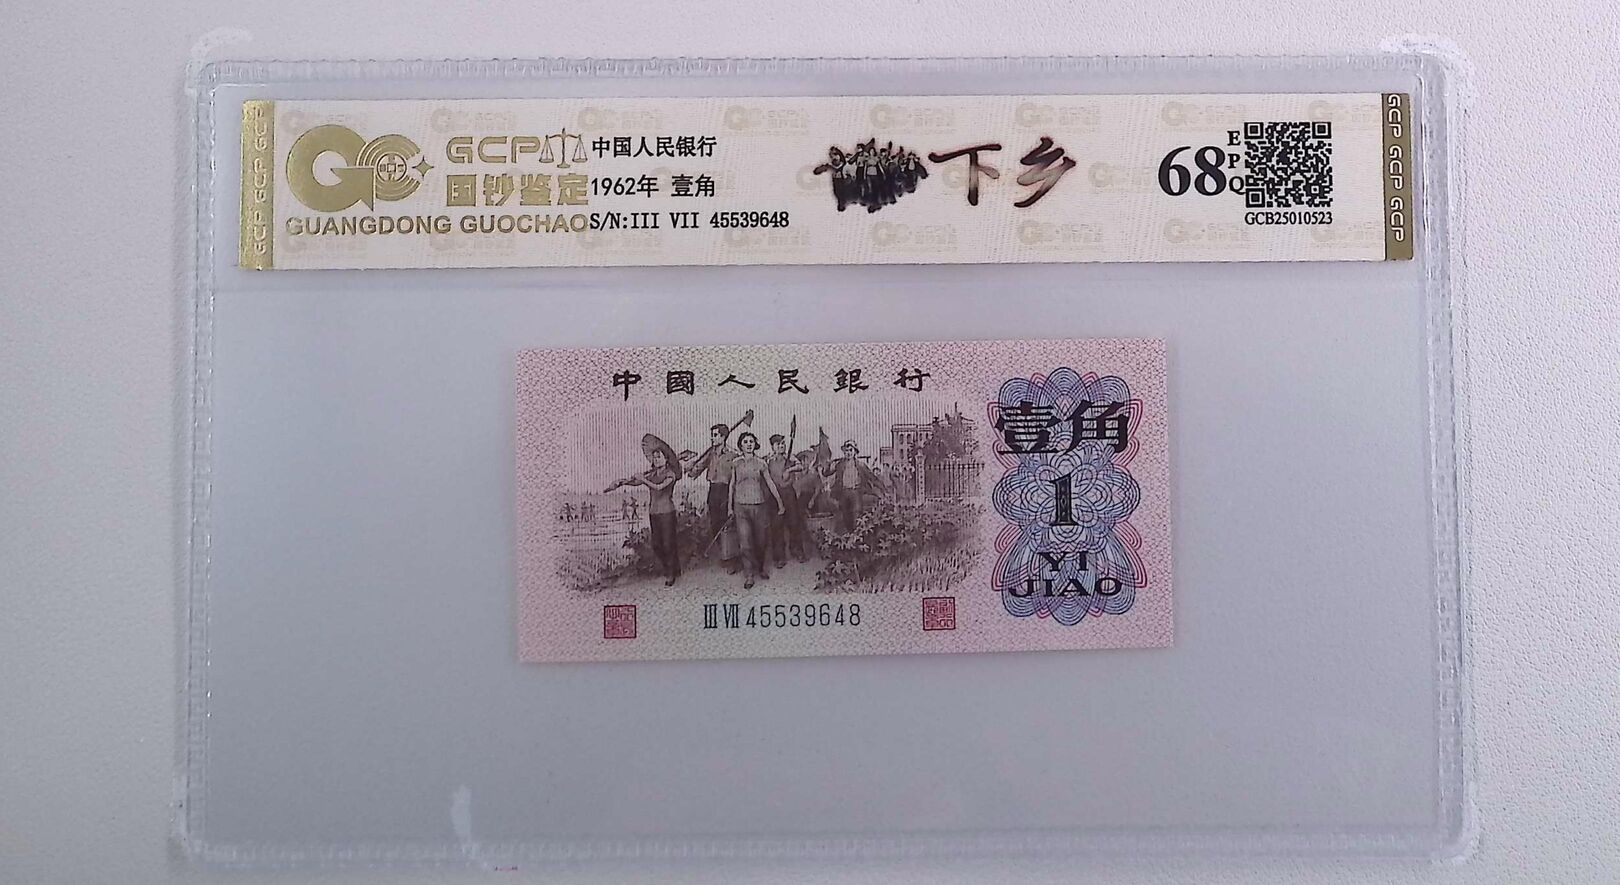 GCP GCP GCP
GCP
国钞鉴定
GUANGDONG GUOCHAO
中国人民银行
1962年 壹角
S/N:III VII 45539648
下乡
68
EPQ
GCB25010523
GCP GCP GCP
中國人民銀行
壹角
1
YI
JIAO
III VII 45539648